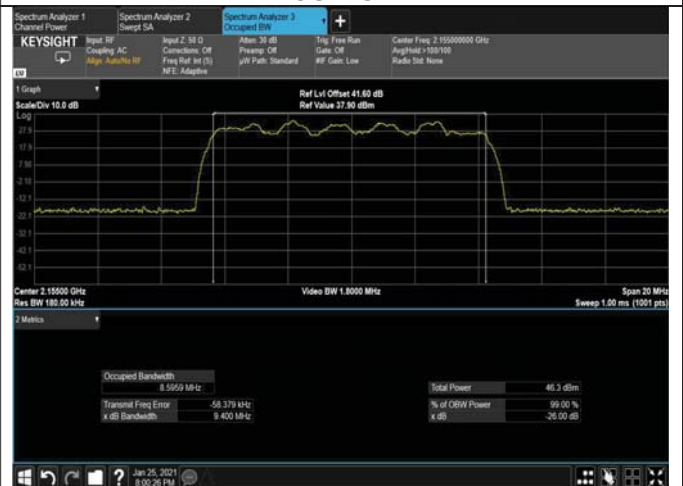 Spectrum Analyzer 1
Channel Power
Spectrum Analyzer 2
Swept SA
Spectrum Analyzer 3
Occupied BW
+
KEYSIGHT
LU
Input: RF
Coupling: AC
Align: Auto/No RF
Input Z: 50 Ω
Corrections: Off
Freq Ref: Int (S)
NFE: Adaptive
Atten: 30 dB
Preamp: Off
µW Path: Standard
Trig: Free Run
Gate: Off
#IF Gain: Low
Center Freq: 2.155000000 GHz
Avg|Hold:>100/100
Radio Std: None
1 Graph
Scale/Div 10.0 dB
Ref Lvl Offset 41.60 dB
Ref Value 37.90 dBm
Log
27.9
17.9
7.90
-2.10
-12.1
-22.1
-32.1
-42.1
-52.1
Center 2.15500 GHz
Res BW 180.00 kHz
Video BW 1.8000 MHz
Span 20 MHz
Sweep 1.00 ms (1001 pts)
2 Metrics
Occupied Bandwidth
8.5959 MHz
Transmit Freq Error -58.379 kHz
x dB Bandwidth 9.400 MHz
Total Power 46.3 dBm
% of OBW Power 99.00 %
x dB -26.00 dB
?
Jan 25, 2021
8:00:26 PM